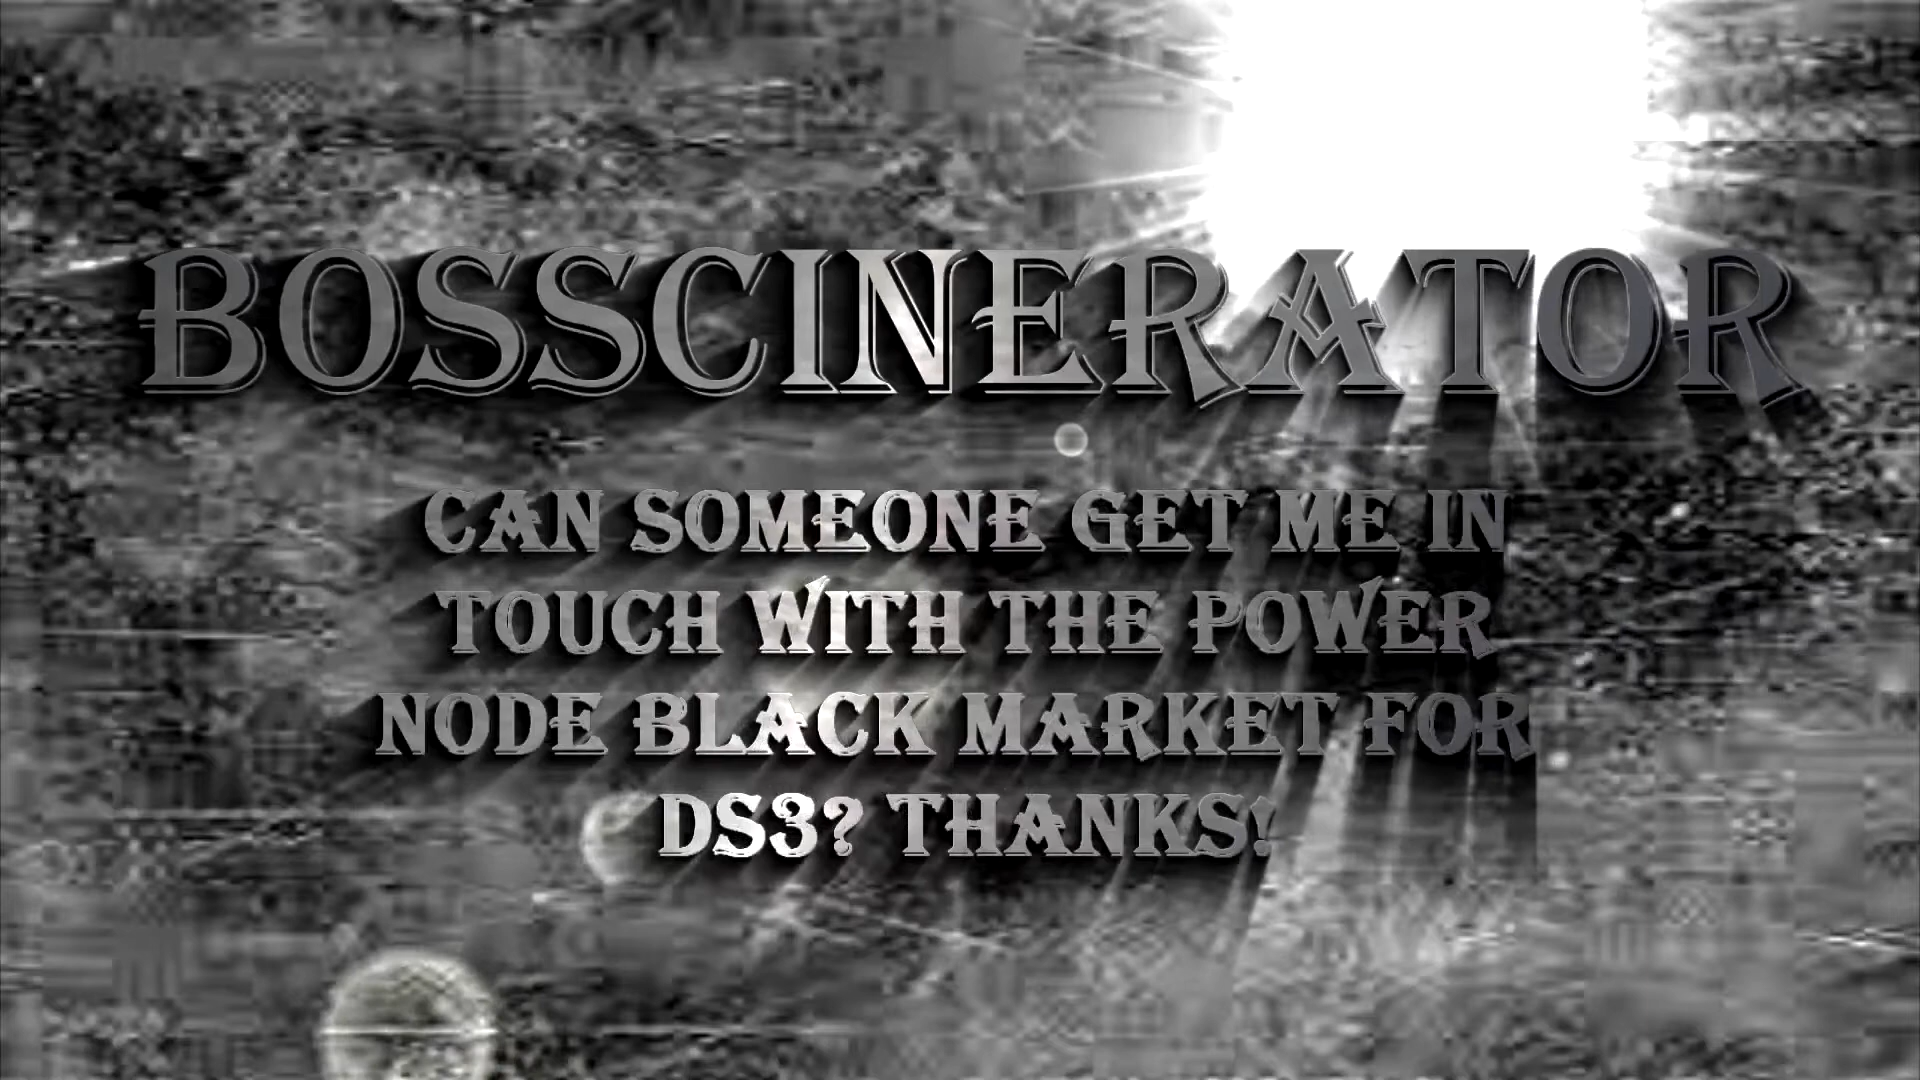 BOSSCINERATOR
CAN SOMEONE GET ME IN
TOUCH WITH THE POWER
NODE BLACK MARKET FOR
DS3? THANKS!